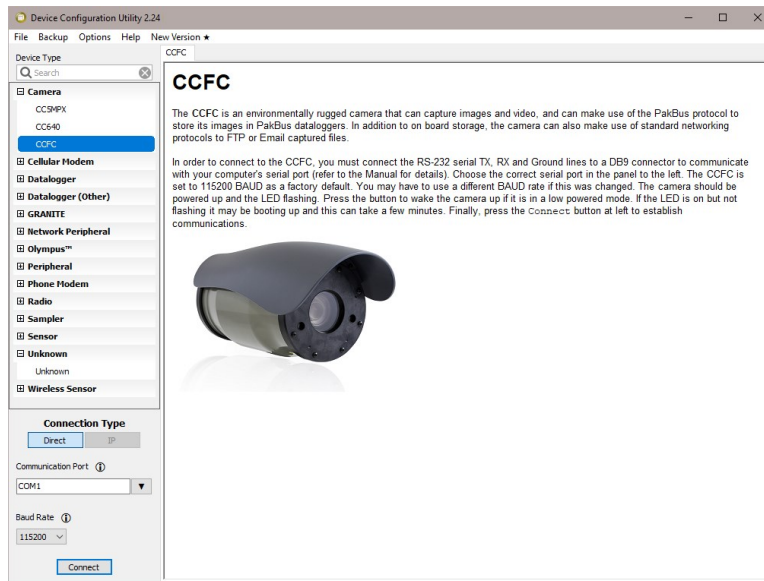 Device Configuration Utility 2.24
File Backup Options Help New Version ★
Device Type
Search
Camera
CC5MPX
CC640
CCFC
Cellular Modem
Datalogger
Datalogger (Other)
GRANITE
Network Peripheral
Olympus™
Peripheral
Phone Modem
Radio
Sampler
Sensor
Unknown
Unknown
Wireless Sensor
Connection Type
Direct IP
Communication Port
COM1
Baud Rate
115200
Connect
CCFC
CCFC
The CCFC is an environmentally rugged camera that can capture images and video, and can make use of the PakBus protocol to
store its images in PakBus dataloggers. In addition to on board storage, the camera can also make use of standard networking
protocols to FTP or Email captured files.
In order to connect to the CCFC, you must connect the RS-232 serial TX, RX and Ground lines to a DB9 connector to communicate
with your computer's serial port (refer to the Manual for details). Choose the correct serial port in the panel to the left. The CCFC is
set to 115200 BAUD as a factory default. You may have to use a different BAUD rate if this was changed. The camera should be
powered up and the LED flashing. Press the button to wake the camera up if it is in a low powered mode. If the LED is on but not
flashing it may be booting up and this can take a few minutes. Finally, press the Connect button at left to establish
communications.